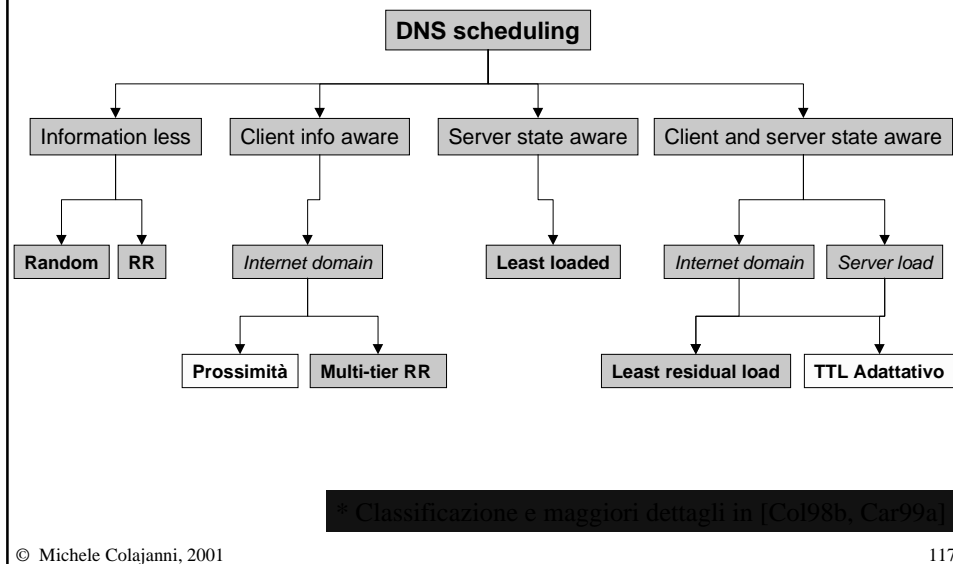 DNS scheduling
Information less
Client info aware
Server state aware
Client and server state aware
Random
RR
Internet domain
Least loaded
Internet domain
Server load
Prossimità
Multi-tier RR
Least residual load
TTL Adattativo
* Classificazione e maggiori dettagli in [Col98b, Car99a]
© Michele Colajanni, 2001
117